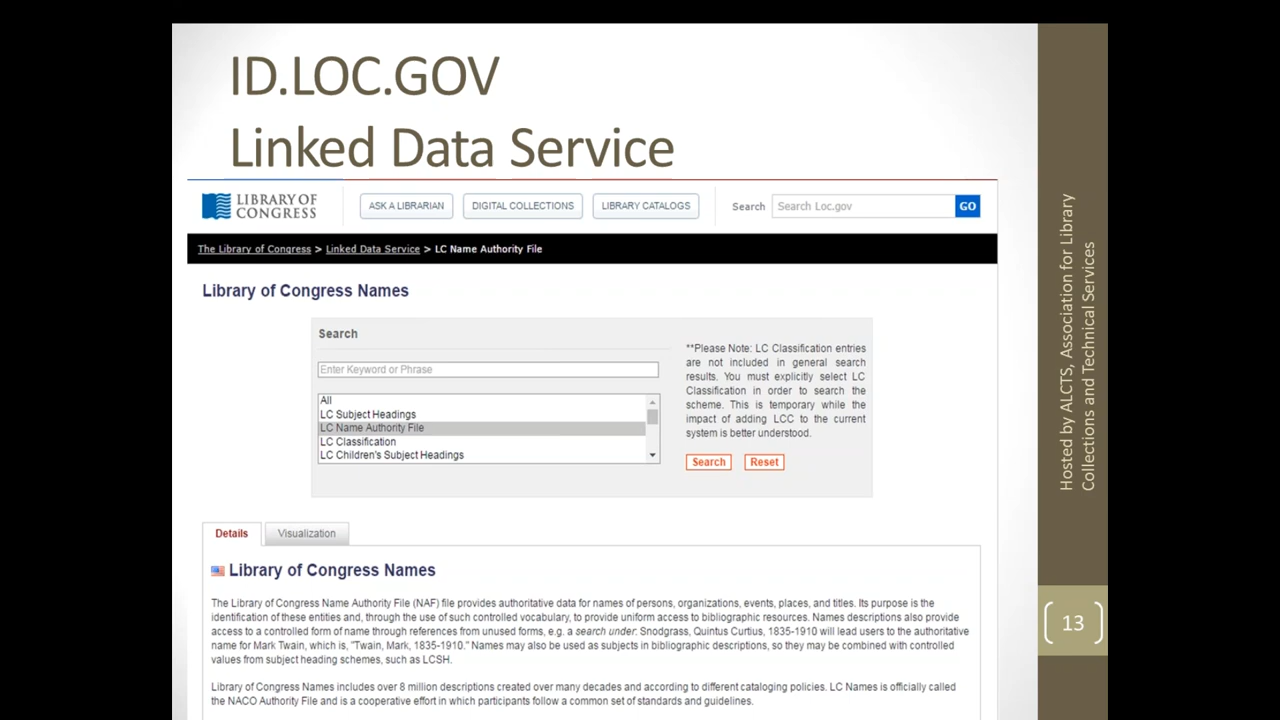 ID.LOC.GOV
Linked Data Service
LIBRARY OF
CONGRESS
ASK A LIBRARIAN
DIGITAL COLLECTIONS
LIBRARY CATALOGS
Search
Search Loc.gov
GO
The Library of Congress > Linked Data Service > LC Name Authority File
Library of Congress Names
Search
Enter Keyword or Phrase
All
LC Subject Headings
LC Name Authority File
LC Classification
LC Children's Subject Headings
**Please Note: LC Classification entries
are not included in general search
results. You must explicitly select LC
Classification in order to search the
scheme. This is temporary while the
impact of adding LCC to the current
system is better understood.
Search
Reset
Details
Visualization
Library of Congress Names
The Library of Congress Name Authority File (NAF) file provides authoritative data for names of persons, organizations, events, places, and titles. Its purpose is the
identification of these entities and, through the use of such controlled vocabulary, to provide uniform access to bibliographic resources. Names descriptions also provide
access to a controlled form of name through references from unused forms, e.g. a search under: Snodgrass, Quintus Curtius, 1835-1910 will lead users to the authoritative
name for Mark Twain, which is, "Twain, Mark, 1835-1910." Names may also be used as subjects in bibliographic descriptions, so they may be combined with controlled
values from subject heading schemes, such as LCSH.
Library of Congress Names includes over 8 million descriptions created over many decades and according to different cataloging policies. LC Names is officially called
the NACO Authority File and is a cooperative effort in which participants follow a common set of standards and guidelines.
Hosted by ALCTS, Association for Library
Collections and Technical Services
13